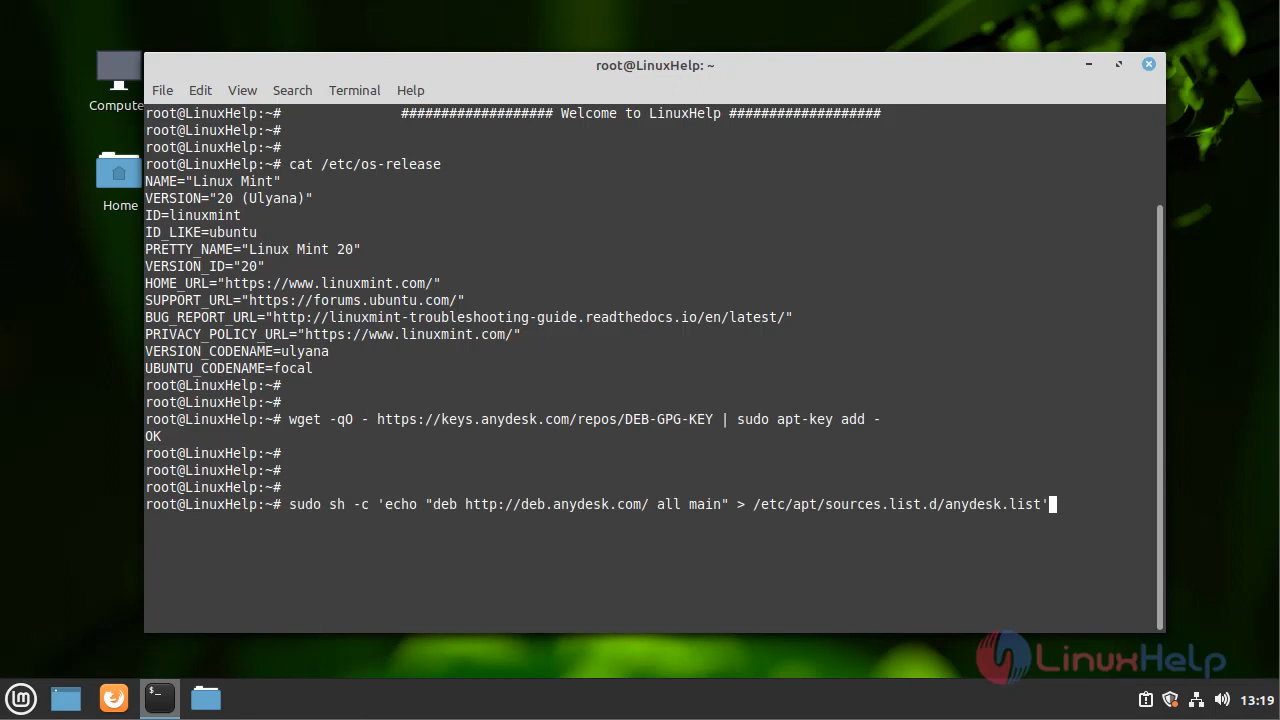 root@LinuxHelp: ~
Compute
Home
File Edit View Search Terminal Help
root@LinuxHelp:~# ################### Welcome to LinuxHelp ###################
root@LinuxHelp:~#
root@LinuxHelp:~#
root@LinuxHelp:~# cat /etc/os-release
NAME="Linux Mint"
VERSION="20 (Ulyana)"
ID=linuxmint
ID_LIKE=ubuntu
PRETTY_NAME="Linux Mint 20"
VERSION_ID="20"
HOME_URL="https://www.linuxmint.com/"
SUPPORT_URL="https://forums.ubuntu.com/"
BUG_REPORT_URL="http://linuxmint-troubleshooting-guide.readthedocs.io/en/latest/"
PRIVACY_POLICY_URL="https://www.linuxmint.com/"
VERSION_CODENAME=ulyana
UBUNTU_CODENAME=focal
root@LinuxHelp:~#
root@LinuxHelp:~#
root@LinuxHelp:~# wget -qO - https://keys.anydesk.com/repos/DEB-GPG-KEY | sudo apt-key add -
OK
root@LinuxHelp:~#
root@LinuxHelp:~#
root@LinuxHelp:~#
root@LinuxHelp:~# sudo sh -c 'echo "deb http://deb.anydesk.com/ all main" > /etc/apt/sources.list.d/anydesk.list'
LinuxHelp
13:19